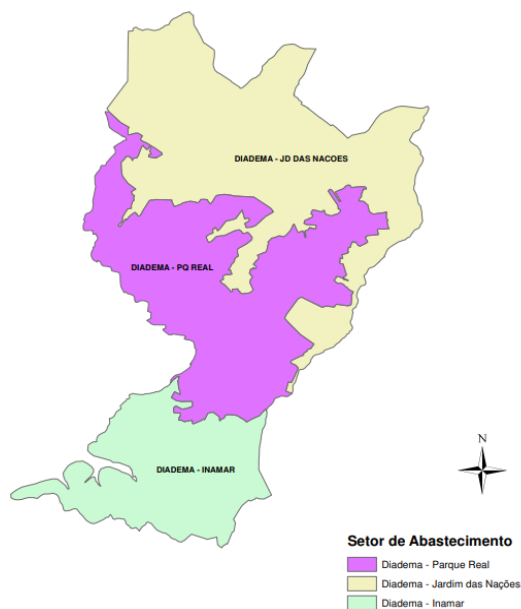 DIADEMA - JD DAS NACOES
DIADEMA - PQ REAL
DIADEMA - INAMAR
N
Setor de Abastecimento
Diadema - Parque Real
Diadema - Jardim das Nações
Diadema - Inamar